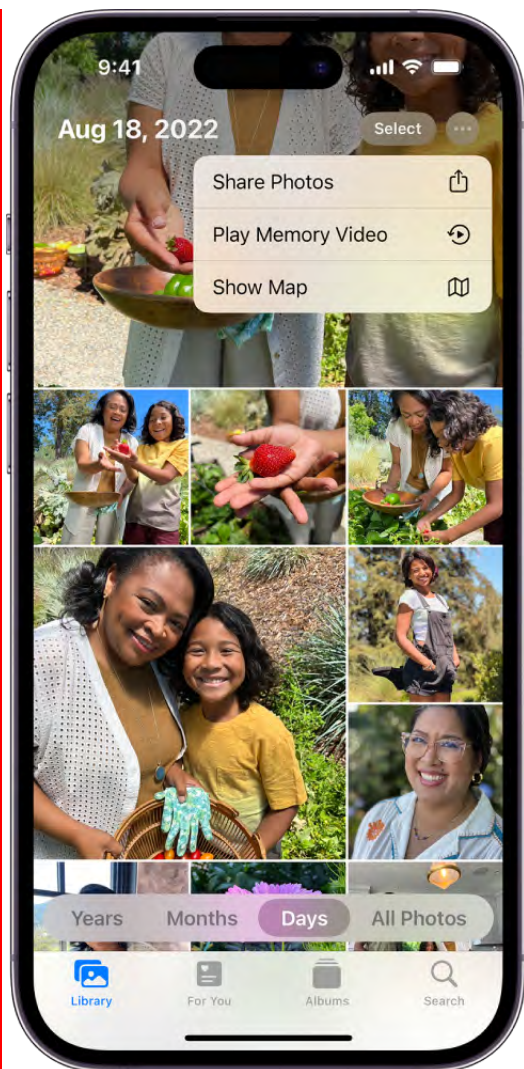 9:41
Aug 18, 2022
Select
Share Photos
Play Memory Video
Show Map
Years Months Days All Photos
Library For You Albums Search